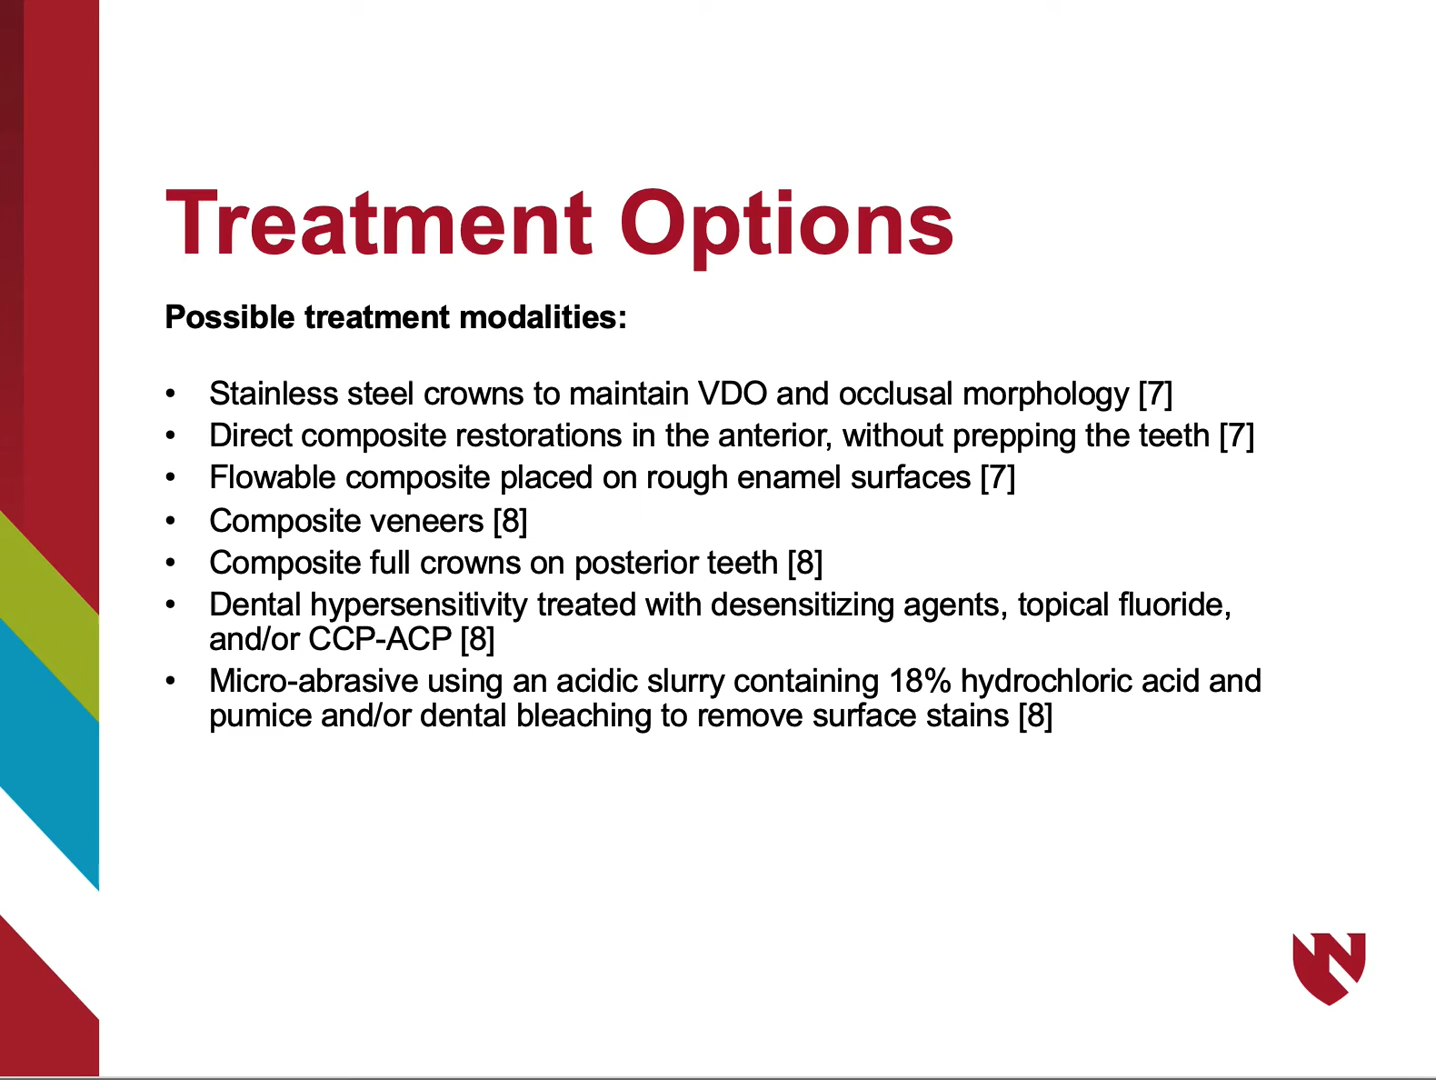 Treatment Options
Possible treatment modalities:
• Stainless steel crowns to maintain VDO and occlusal morphology [7]
• Direct composite restorations in the anterior, without prepping the teeth [7]
• Flowable composite placed on rough enamel surfaces [7]
• Composite veneers [8]
• Composite full crowns on posterior teeth [8]
• Dental hypersensitivity treated with desensitizing agents, topical fluoride,
and/or CCP-ACP [8]
• Micro-abrasive using an acidic slurry containing 18% hydrochloric acid and
pumice and/or dental bleaching to remove surface stains [8]
N